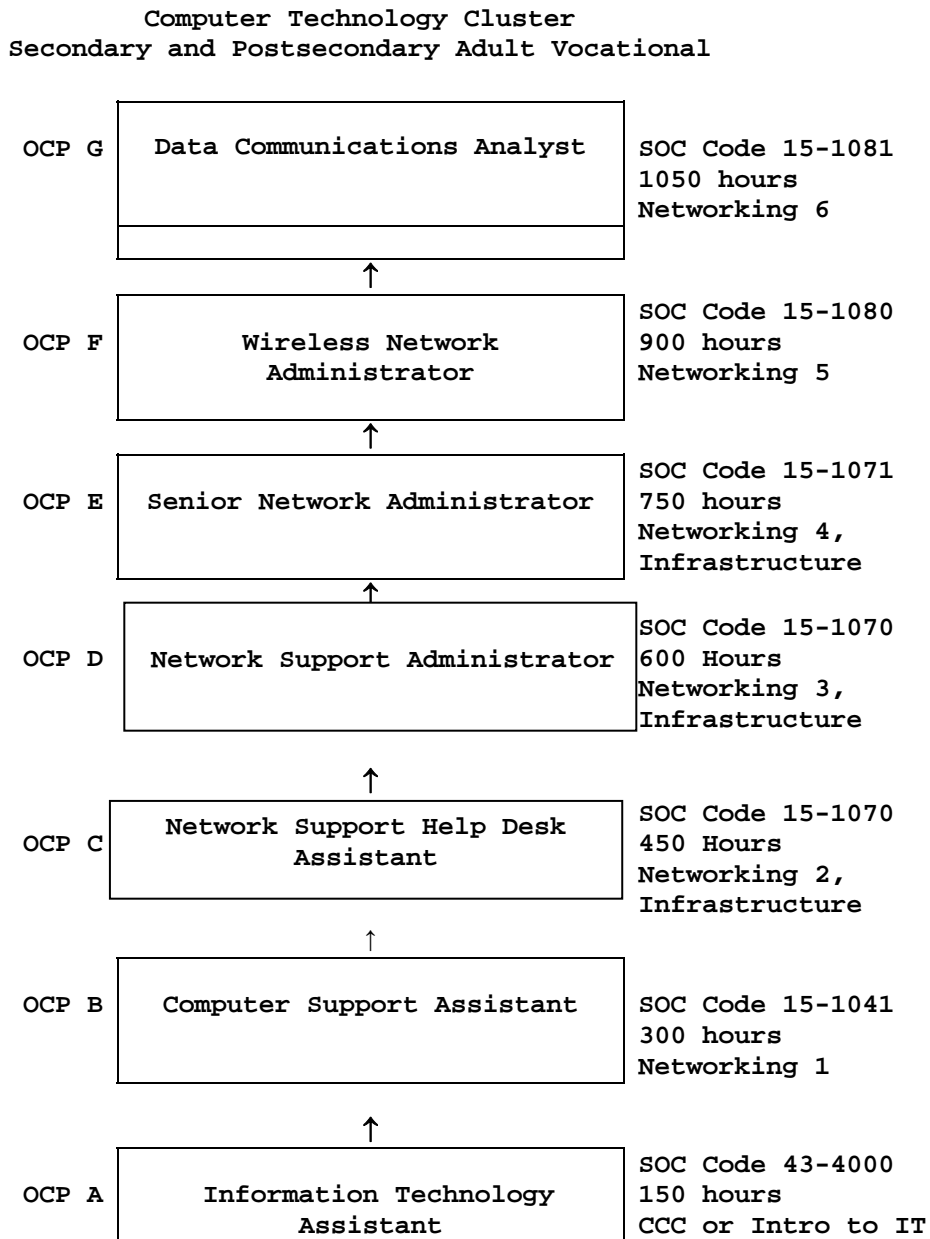 Computer Technology Cluster
Secondary and Postsecondary Adult Vocational
OCP G
Data Communications Analyst
SOC Code 15-1081
1050 hours
Networking 6
↑
OCP F
Wireless Network
Administrator
SOC Code 15-1080
900 hours
Networking 5
↑
OCP E
Senior Network Administrator
SOC Code 15-1071
750 hours
Networking 4,
Infrastructure
↑
OCP D
Network Support Administrator
SOC Code 15-1070
600 Hours
Networking 3,
Infrastructure
↑
OCP C
Network Support Help Desk
Assistant
SOC Code 15-1070
450 Hours
Networking 2,
Infrastructure
↑
OCP B
Computer Support Assistant
SOC Code 15-1041
300 hours
Networking 1
↑
OCP A
Information Technology
Assistant
SOC Code 43-4000
150 hours
CCC or Intro to IT